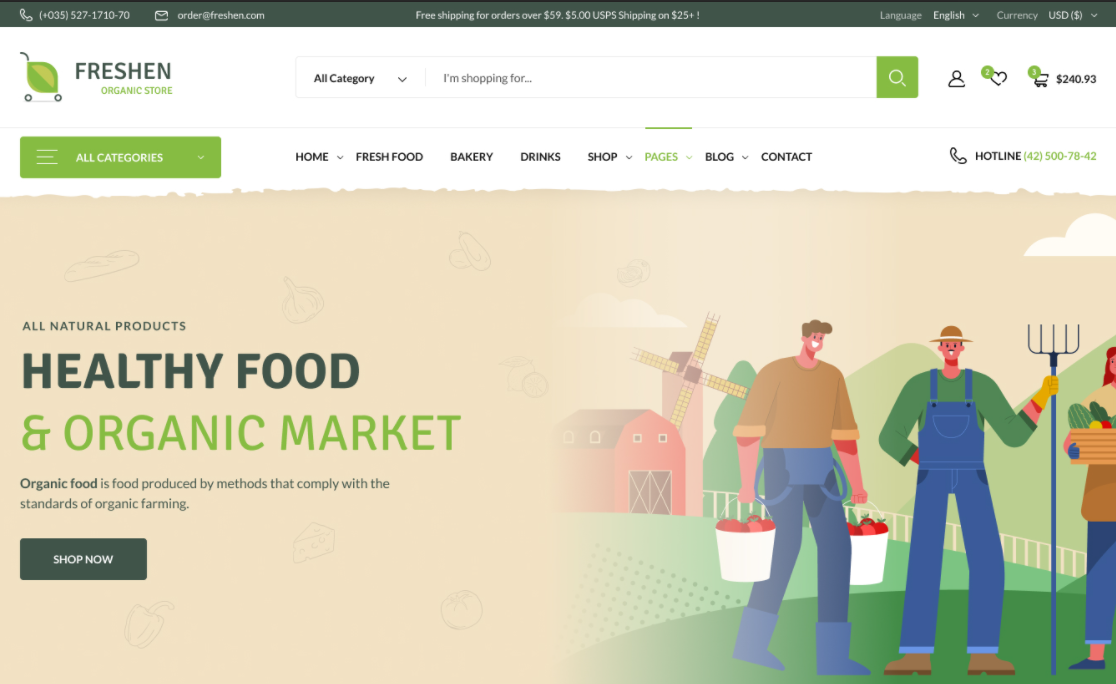 (+035) 527-1710-70 order@freshen.com Free shipping for orders over $59. $5.00 USPS Shipping on $25+ ! Language English Currency USD ($)
FRESHEN
ORGANIC STORE
All Category I'm shopping for... 2 3 $240.93
ALL CATEGORIES HOME FRESH FOOD BAKERY DRINKS SHOP PAGES BLOG CONTACT HOTLINE (42) 500-78-42
ALL NATURAL PRODUCTS
HEALTHY FOOD
& ORGANIC MARKET
Organic food is food produced by methods that comply with the
standards of organic farming.
SHOP NOW